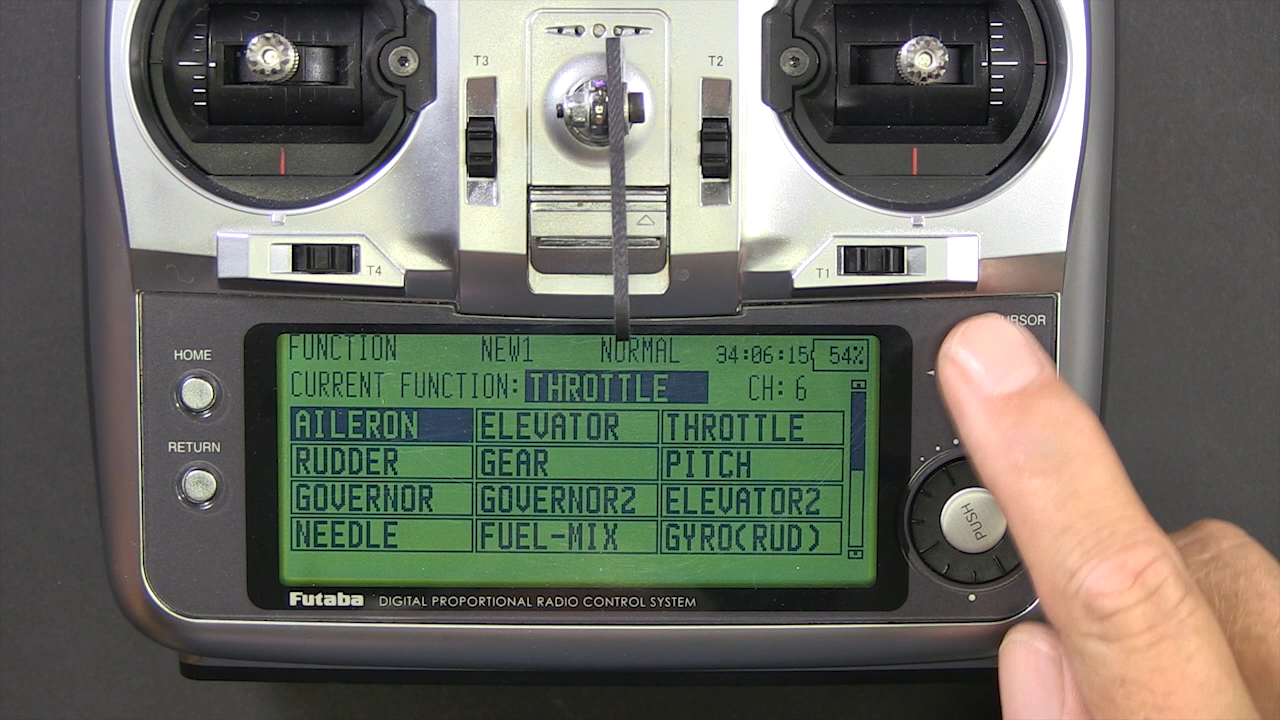 T3
T2
T4
T1
CURSOR
HOME
RETURN
FUNCTION NEW1 NORMAL 34:06:15 54%
CURRENT FUNCTION: THROTTLE CH: 6
AILERON ELEVATOR THROTTLE
RUDDER GEAR PITCH
GOVERNOR GOVERNOR2 ELEVATOR2
NEEDLE FUEL-MIX GYRO(RUD)
PUSH
Futaba DIGITAL PROPORTIONAL RADIO CONTROL SYSTEM